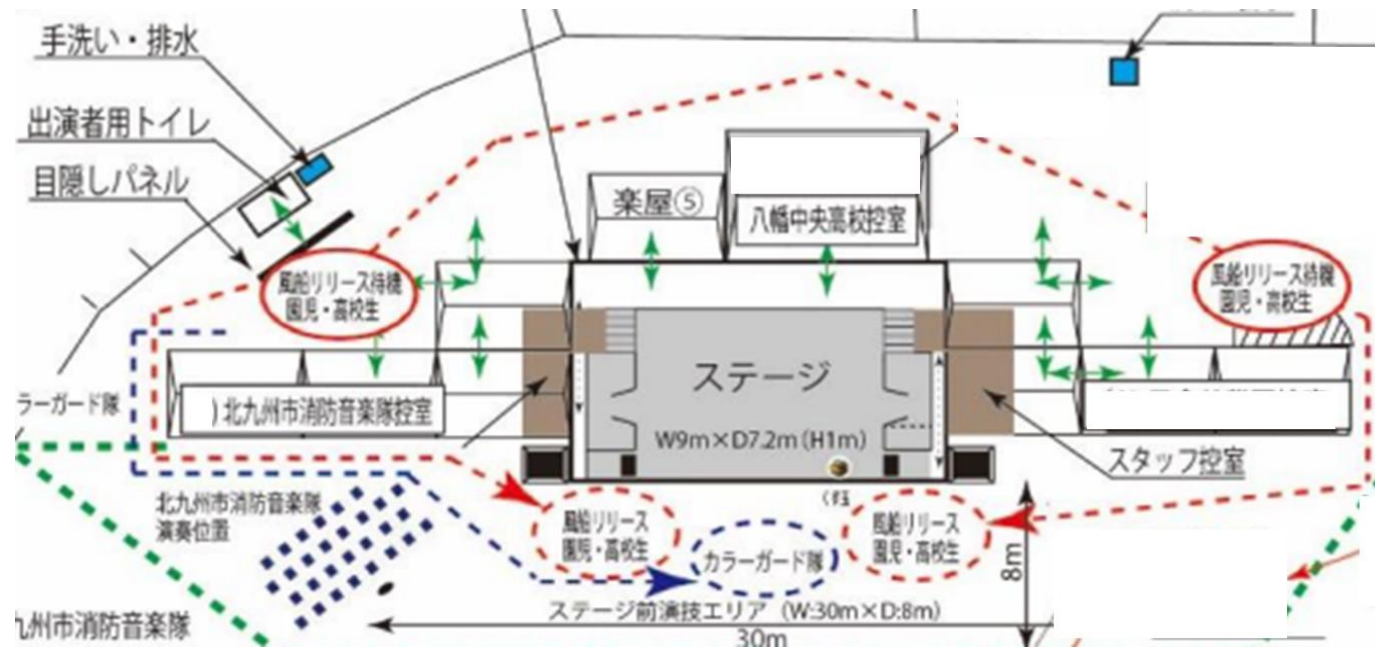 手洗い・排水
出演者用トイレ
目隠しパネル
楽屋⑤
八幡中央高校控室
風船リリース待機
園児・高校生
風船リリース待機
園児・高校生
ステージ
W9m×D7.2m(H1m)
ラーガード隊
)北九州市消防音楽隊控室
スタッフ控室
北九州市消防音楽隊
演奏位置
くす玉
風船リリース
園児・高校生
カラーガード隊
風船リリース
園児・高校生
8m
ステージ前演技エリア(W:30m×D:8m)
30m
九州市消防音楽隊